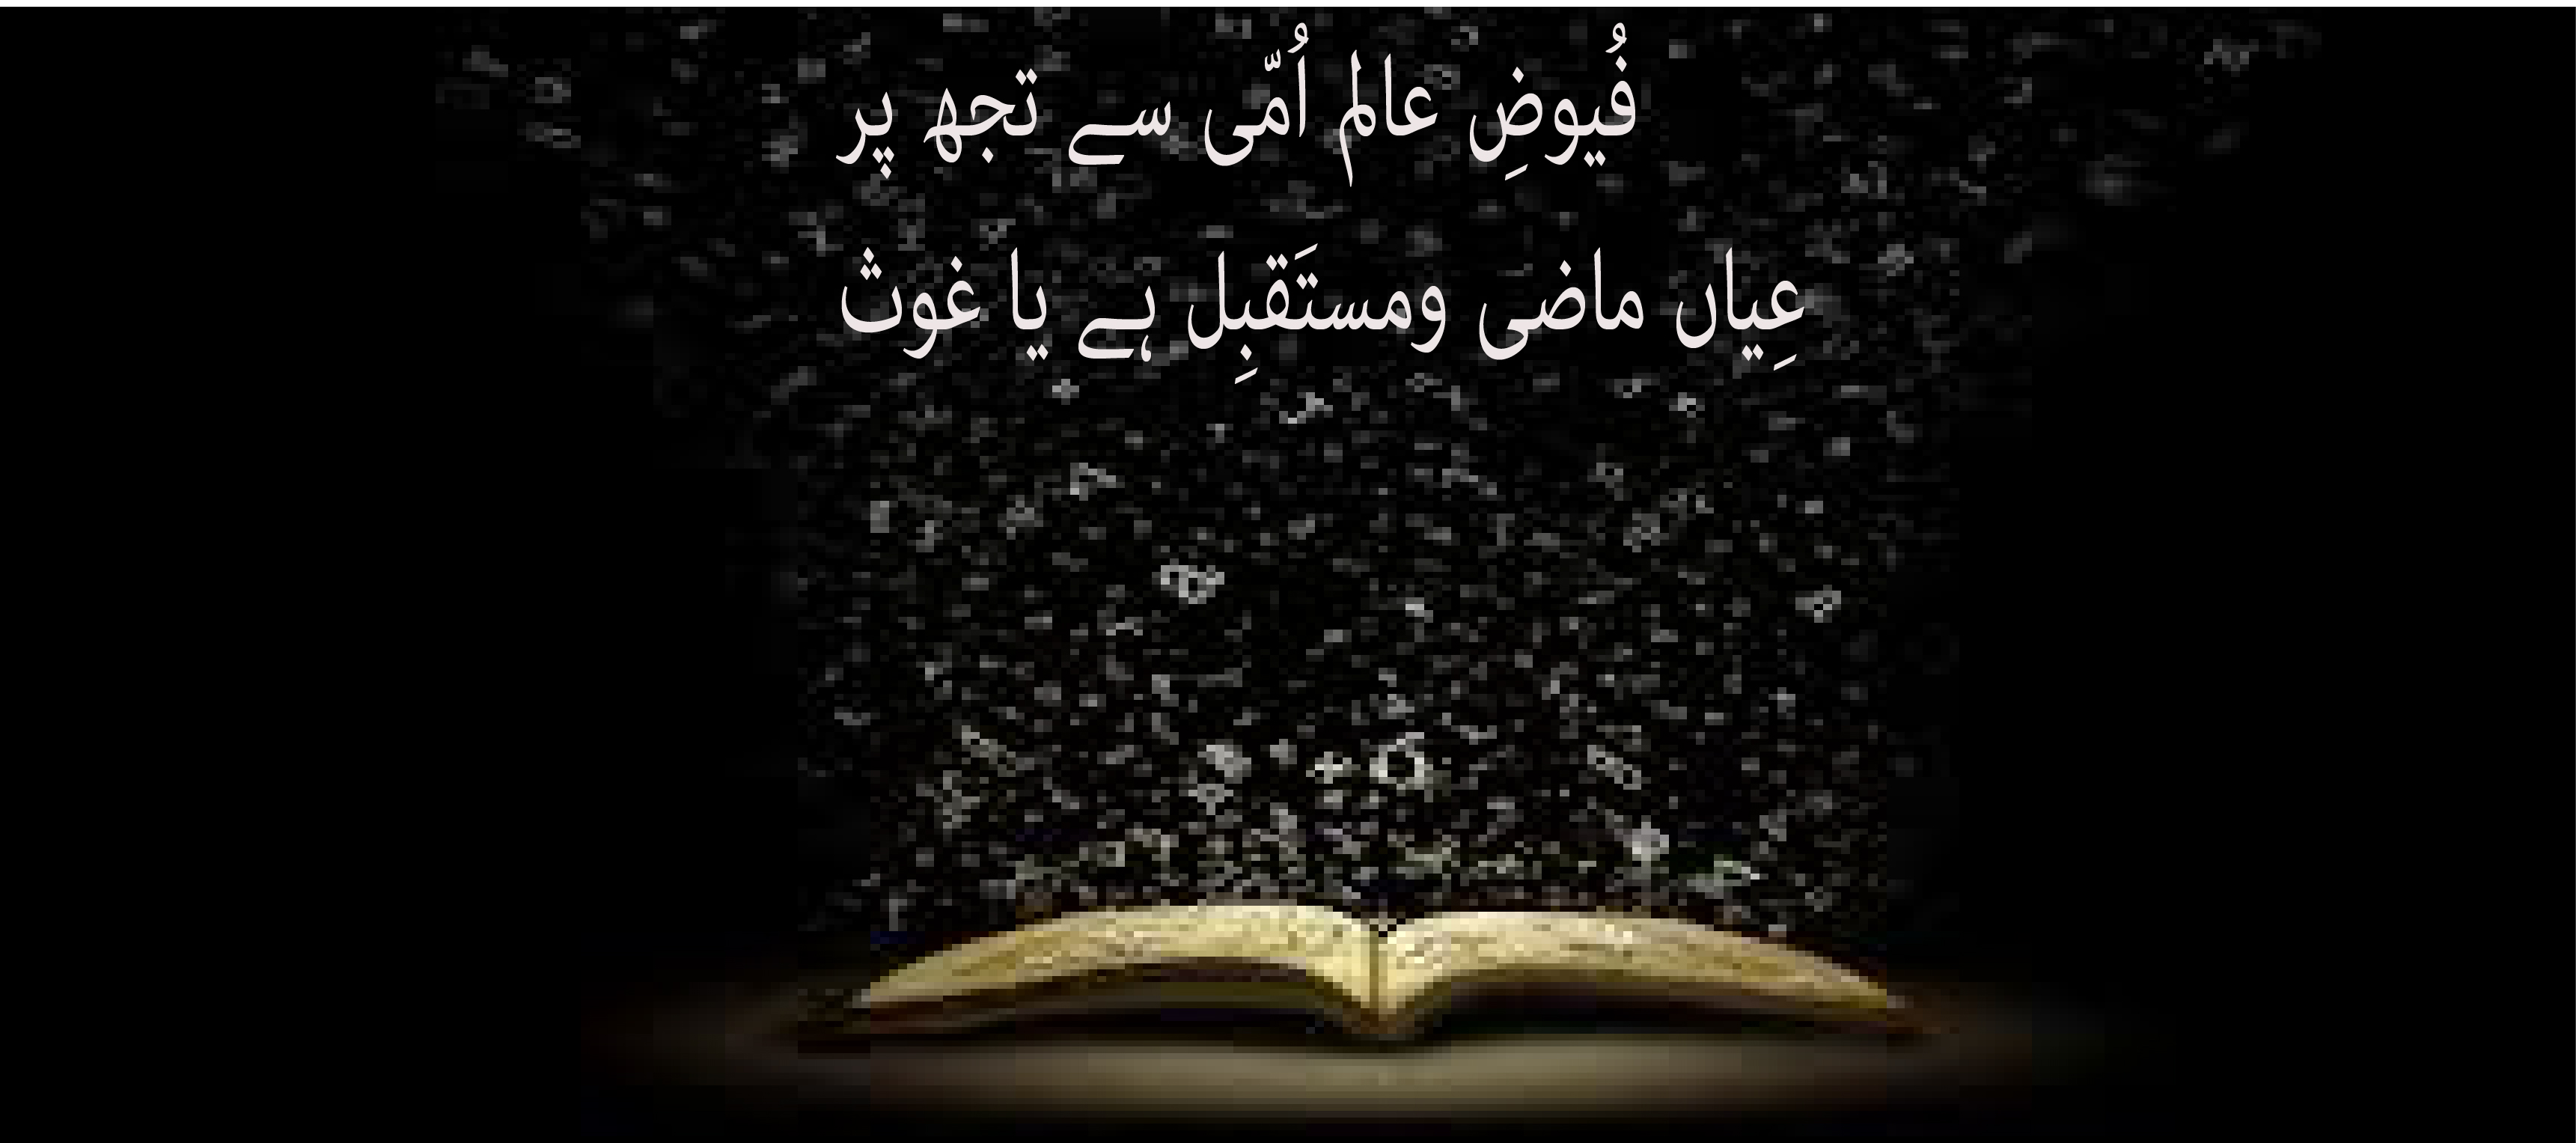 فُیوضِ عالم اُمّی سے تجھ پر
عِیاں ماضی ومستَقبِل ہے یا غوث